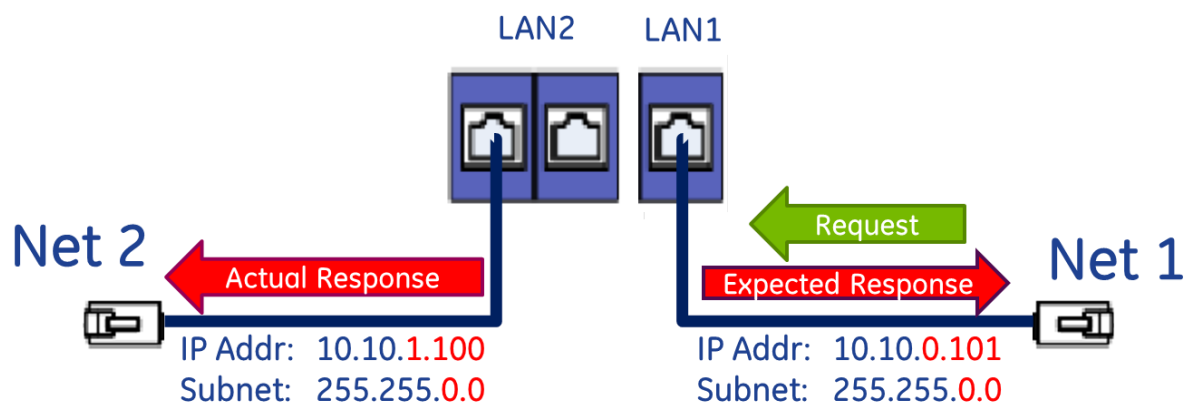 LAN2 LAN1
Request
Net 2 Net 1
Actual Response Expected Response
IP Addr: 10.10.1.100 IP Addr: 10.10.0.101
Subnet: 255.255.0.0 Subnet: 255.255.0.0